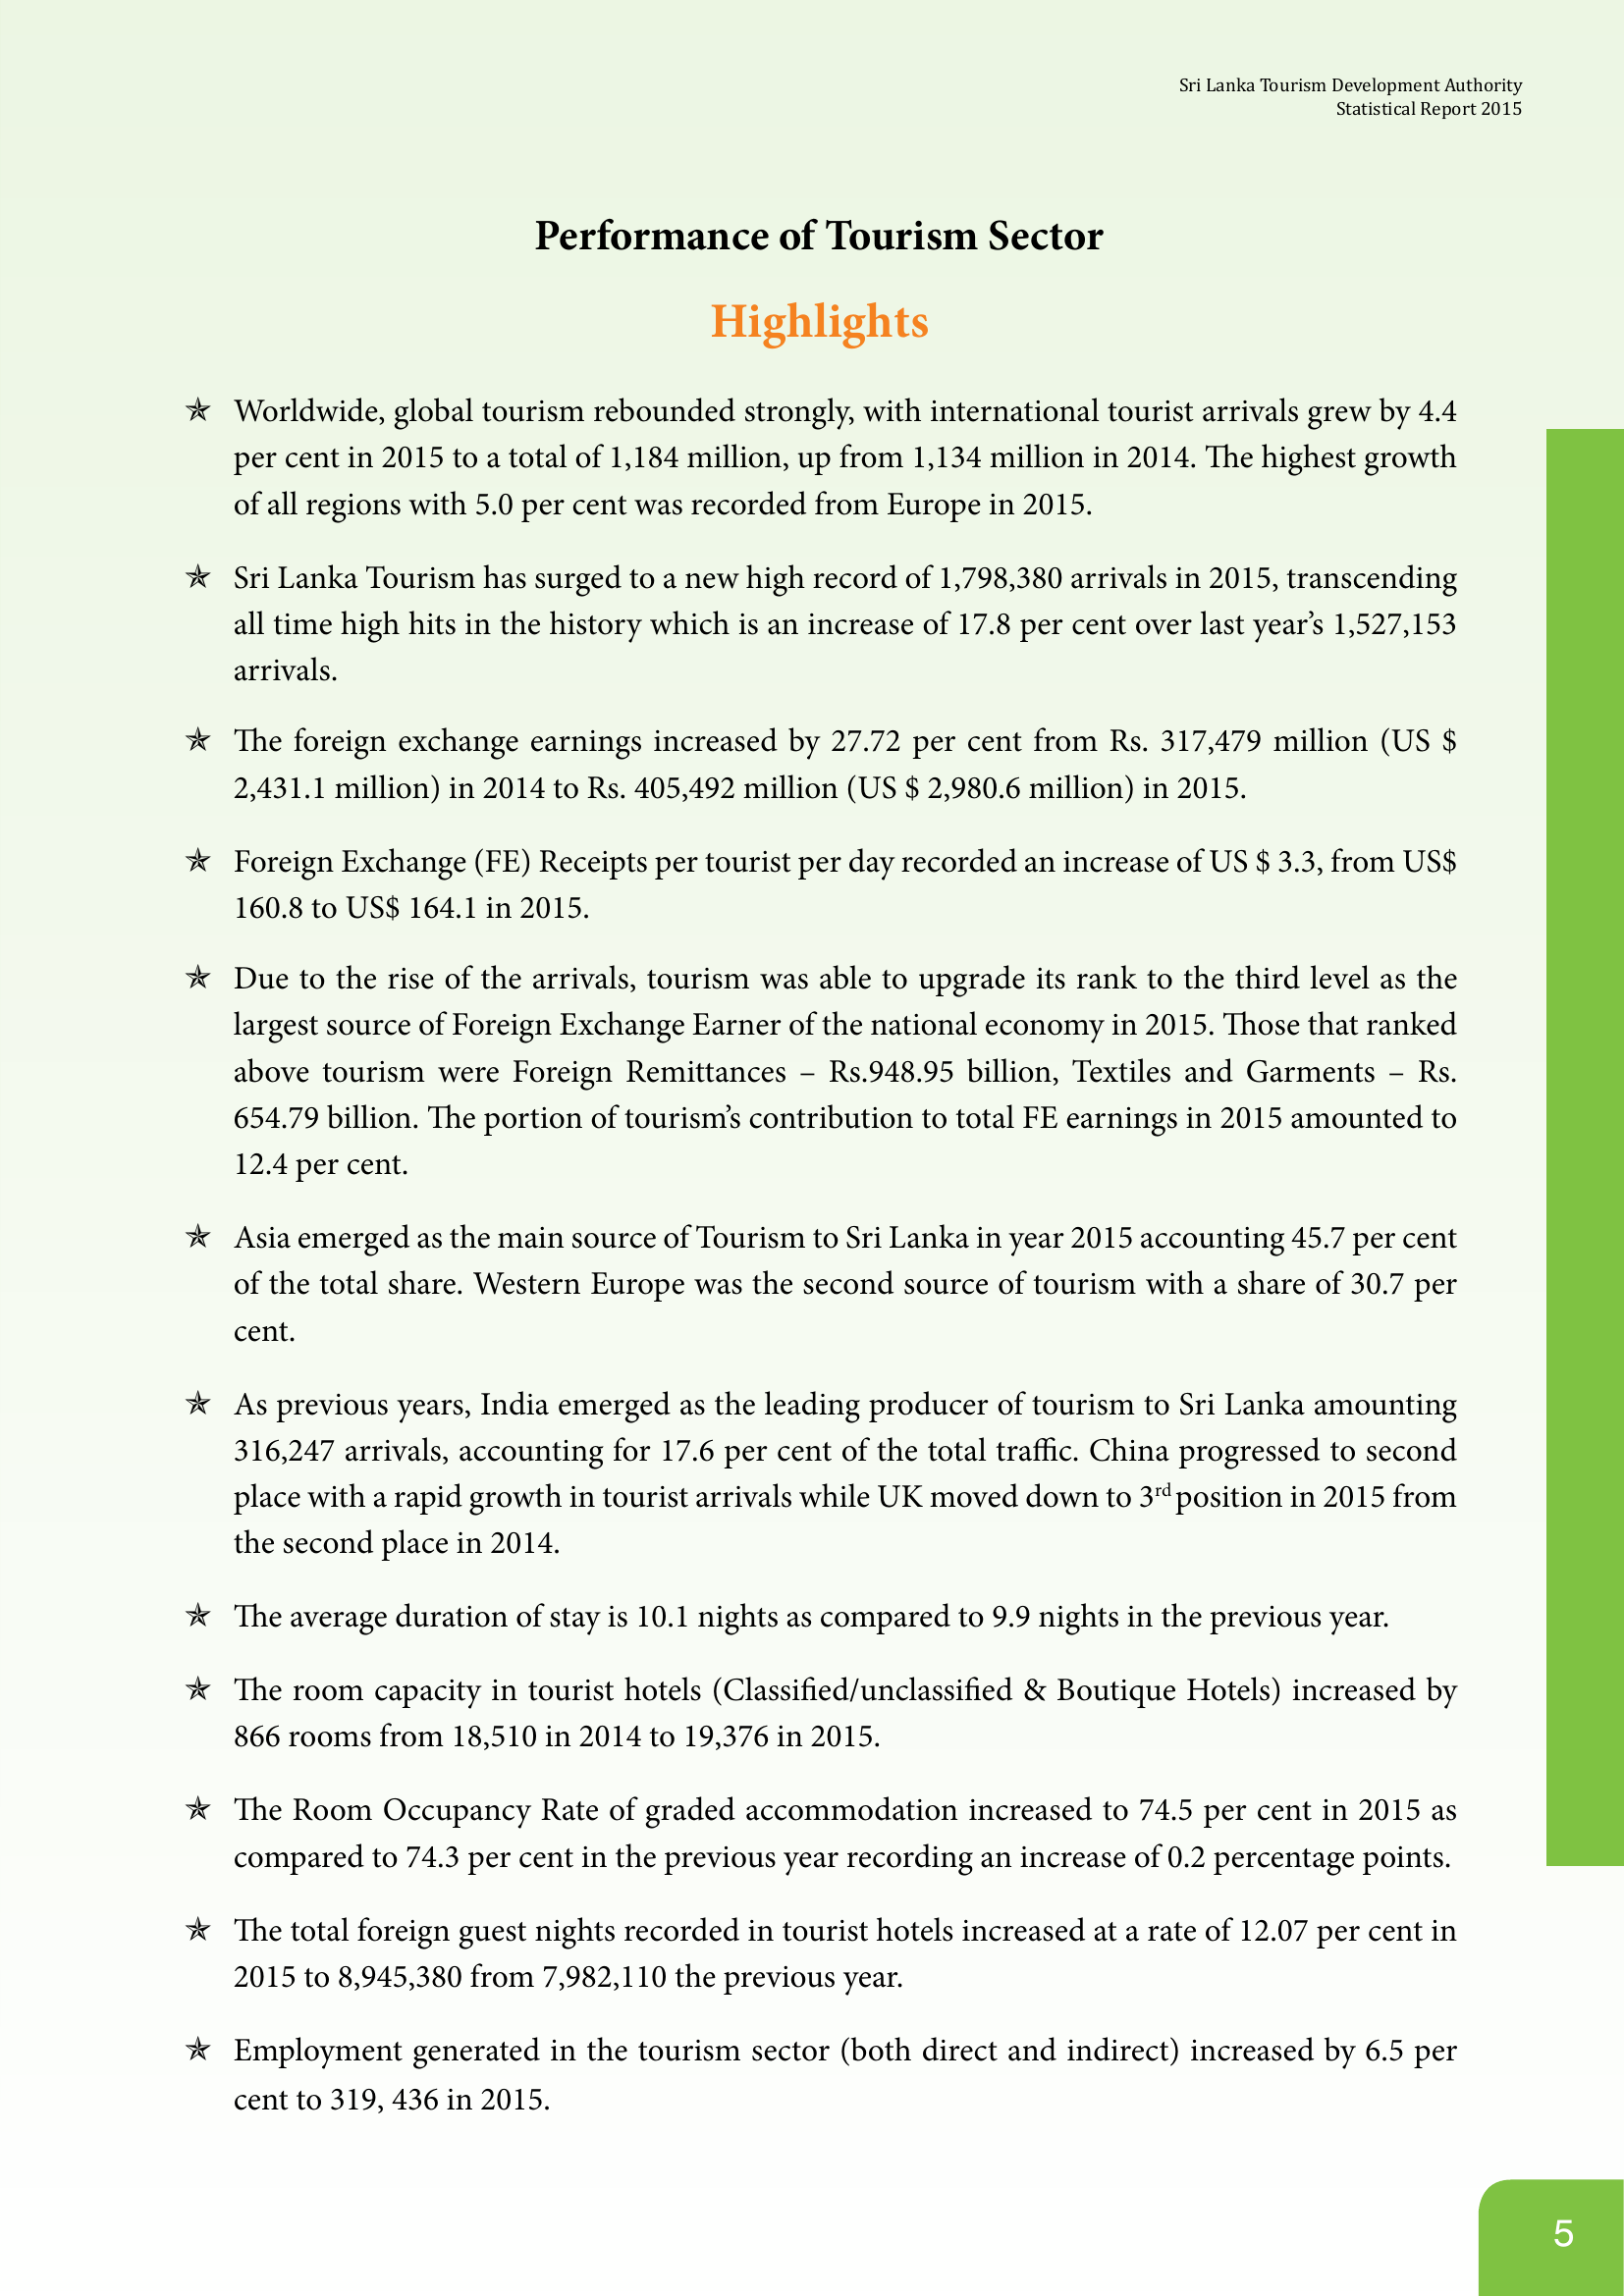 Sri Lanka Tourism Development Authority
Statistical Report 2015
Performance of Tourism Sector
Highlights
✯ Worldwide, global tourism rebounded strongly, with international tourist arrivals grew by 4.4
per cent in 2015 to a total of 1,184 million, up from 1,134 million in 2014. The highest growth
of all regions with 5.0 per cent was recorded from Europe in 2015.
✯ Sri Lanka Tourism has surged to a new high record of 1,798,380 arrivals in 2015, transcending
all time high hits in the history which is an increase of 17.8 per cent over last year’s 1,527,153
arrivals.
✯ The foreign exchange earnings increased by 27.72 per cent from Rs. 317,479 million (US $
2,431.1 million) in 2014 to Rs. 405,492 million (US $ 2,980.6 million) in 2015.
✯ Foreign Exchange (FE) Receipts per tourist per day recorded an increase of US $ 3.3, from US$
160.8 to US$ 164.1 in 2015.
✯ Due to the rise of the arrivals, tourism was able to upgrade its rank to the third level as the
largest source of Foreign Exchange Earner of the national economy in 2015. Those that ranked
above tourism were Foreign Remittances – Rs.948.95 billion, Textiles and Garments – Rs.
654.79 billion. The portion of tourism’s contribution to total FE earnings in 2015 amounted to
12.4 per cent.
✯ Asia emerged as the main source of Tourism to Sri Lanka in year 2015 accounting 45.7 per cent
of the total share. Western Europe was the second source of tourism with a share of 30.7 per
cent.
✯ As previous years, India emerged as the leading producer of tourism to Sri Lanka amounting
316,247 arrivals, accounting for 17.6 per cent of the total traffic. China progressed to second
place with a rapid growth in tourist arrivals while UK moved down to 3rd position in 2015 from
the second place in 2014.
✯ The average duration of stay is 10.1 nights as compared to 9.9 nights in the previous year.
✯ The room capacity in tourist hotels (Classified/unclassified & Boutique Hotels) increased by
866 rooms from 18,510 in 2014 to 19,376 in 2015.
✯ The Room Occupancy Rate of graded accommodation increased to 74.5 per cent in 2015 as
compared to 74.3 per cent in the previous year recording an increase of 0.2 percentage points.
✯ The total foreign guest nights recorded in tourist hotels increased at a rate of 12.07 per cent in
2015 to 8,945,380 from 7,982,110 the previous year.
✯ Employment generated in the tourism sector (both direct and indirect) increased by 6.5 per
cent to 319, 436 in 2015.
5